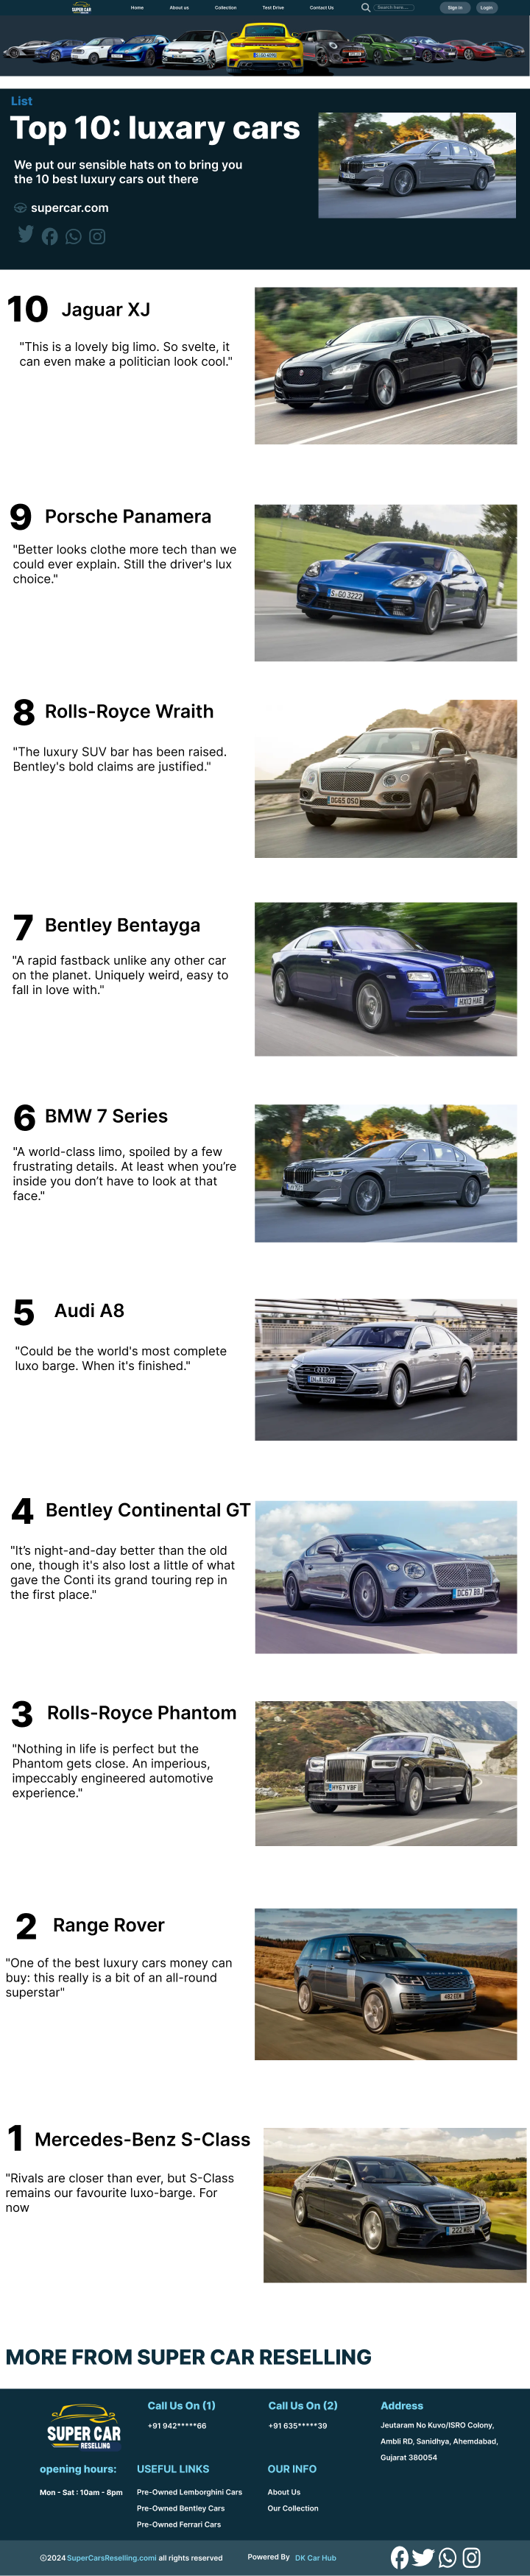 SUPER CAR
RESELLING
Home
About us
Collection
Test Drive
Contact Us
Search here...
Sign in
Login
List
Top 10: luxary cars
We put our sensible hats on to bring you
the 10 best luxury cars out there
supercar.com
10 Jaguar XJ
"This is a lovely big limo. So svelte, it
can even make a politician look cool."
9 Porsche Panamera
"Better looks clothe more tech than we
could ever explain. Still the driver's lux
choice."
S·GO 3222
8 Rolls-Royce Wraith
"The luxury SUV bar has been raised.
Bentley's bold claims are justified."
DG65 DSO
7 Bentley Bentayga
"A rapid fastback unlike any other car
on the planet. Uniquely weird, easy to
fall in love with."
HX13 HAE
6 BMW 7 Series
"A world-class limo, spoiled by a few
frustrating details. At least when you’re
inside you don’t have to look at that
face."
5 Audi A8
"Could be the world's most complete
luxo barge. When it's finished."
4 Bentley Continental GT
"It’s night-and-day better than the old
one, though it's also lost a little of what
gave the Conti its grand touring rep in
the first place."
DC67 BBJ
3 Rolls-Royce Phantom
"Nothing in life is perfect but the
Phantom gets close. An imperious,
impeccably engineered automotive
experience."
HY67 VBF
2 Range Rover
"One of the best luxury cars money can
buy: this really is a bit of an all-round
superstar"
1 Mercedes-Benz S-Class
"Rivals are closer than ever, but S-Class
remains our favourite luxo-barge. For
now
MORE FROM SUPER CAR RESELLING
SUPER CAR
RESELLING
Call Us On (1)
+91 942*****66
Call Us On (2)
+91 635*****39
Address
Jeutaram No Kuvo/ISRO Colony,
Ambli RD, Sanidhya, Ahemdabad,
Gujarat 380054
opening hours:
Mon - Sat : 10am - 8pm
USEFUL LINKS
Pre-Owned Lemborghini Cars
Pre-Owned Bentley Cars
Pre-Owned Ferrari Cars
OUR INFO
About Us
Our Collection
©2024 SuperCarsReselling.comi all rights reserved
Powered By DK Car Hub